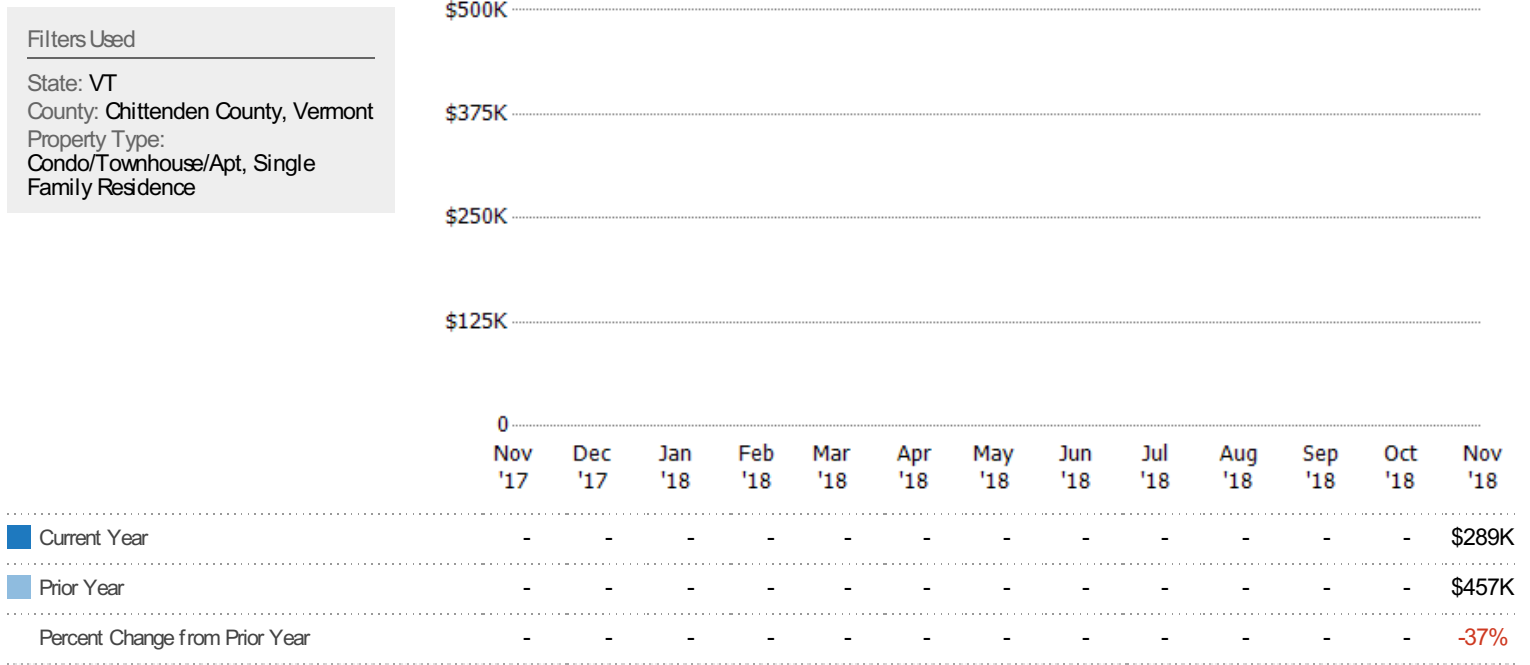 Filters Used
State: VT
County: Chittenden County, Vermont
Property Type:
Condo/Townhouse/Apt, Single
Family Residence
$500K
$375K
$250K
$125K
0
Nov Dec Jan Feb Mar Apr May Jun Jul Aug Sep Oct Nov
'17 '17 '18 '18 '18 '18 '18 '18 '18 '18 '18 '18 '18
Current Year - - - - - - - - - - - - $289K
Prior Year - - - - - - - - - - - - $457K
Percent Change from Prior Year - - - - - - - - - - - - -37%